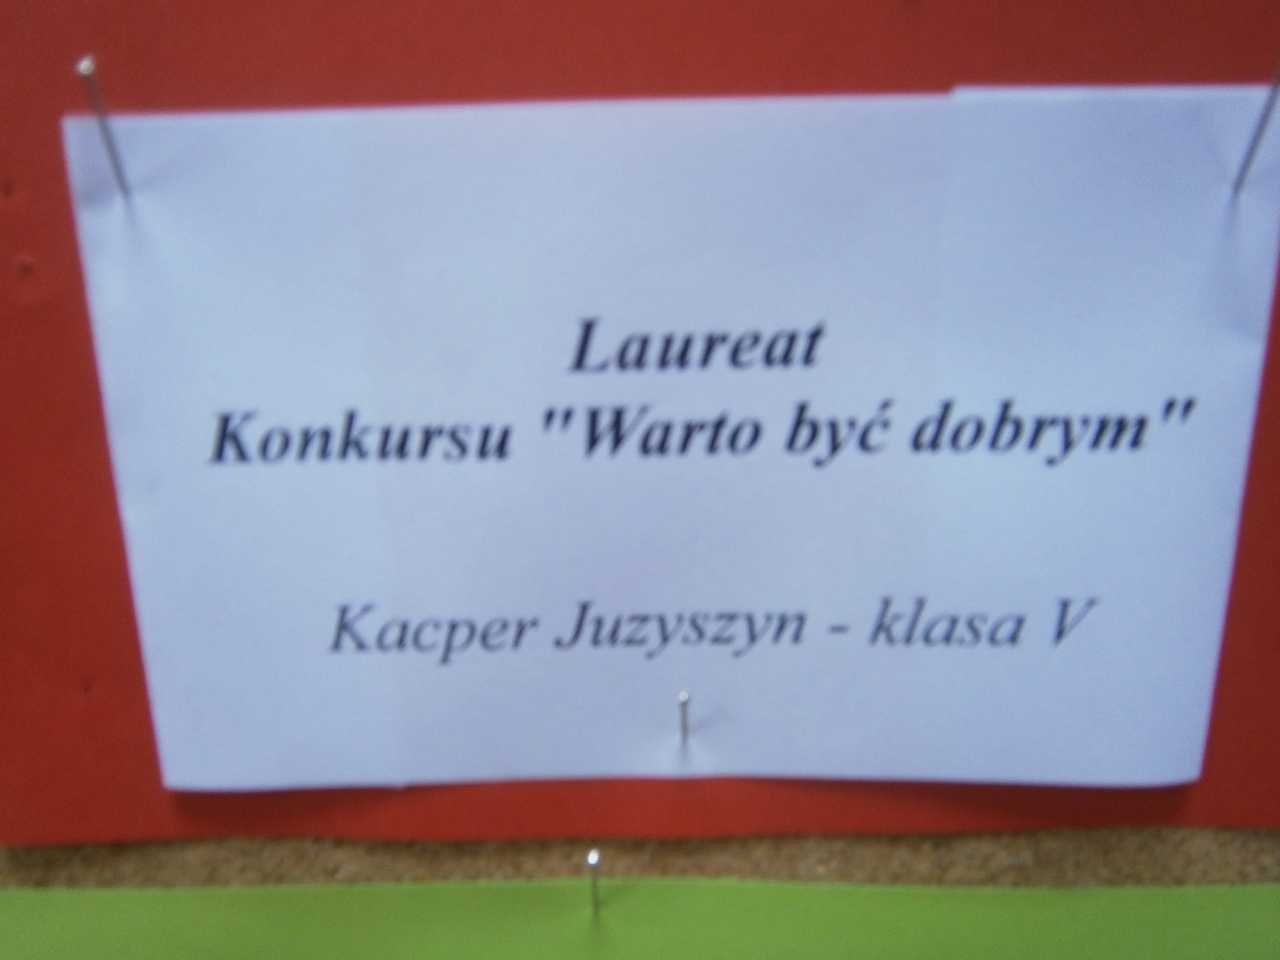 Laureat
Konkursu "Warto być dobrym"
Kacper Juzyszyn - klasa V